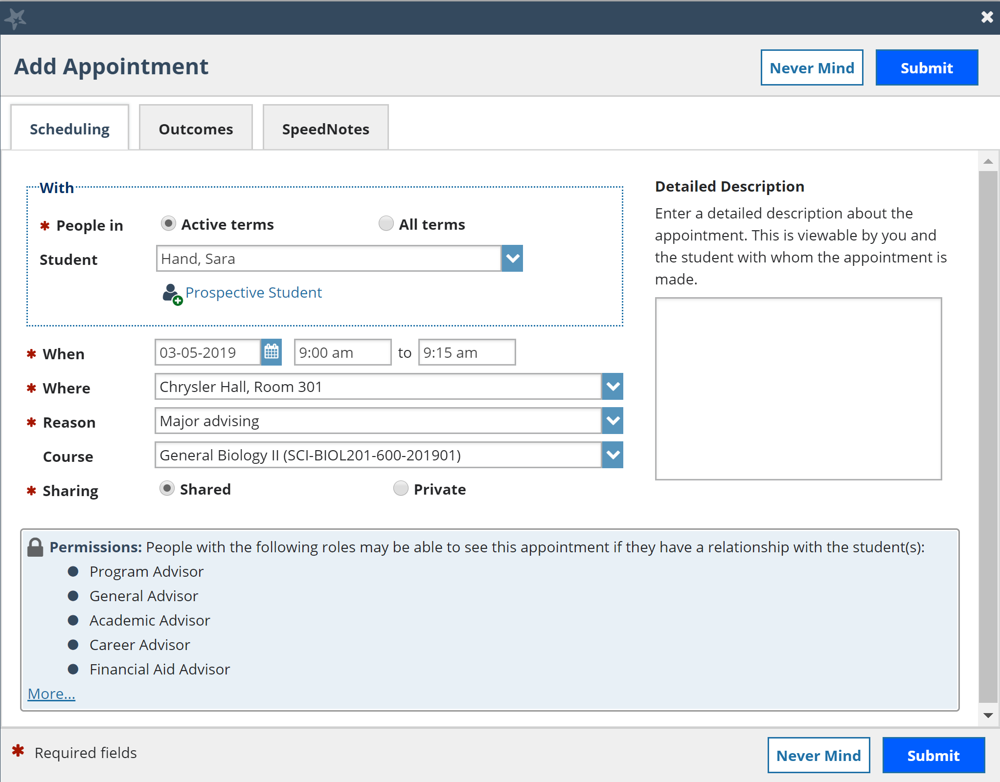 Add Appointment
Never Mind
Submit
Scheduling
Outcomes
SpeedNotes
With
* People in
Active terms
All terms
Student
Hand, Sara
Prospective Student
* When
03-05-2019
9:00 am
to
9:15 am
* Where
Chrysler Hall, Room 301
* Reason
Major advising
Course
General Biology II (SCI-BIOL201-600-201901)
* Sharing
Shared
Private
Detailed Description
Enter a detailed description about the
appointment. This is viewable by you and
the student with whom the appointment is
made.
Permissions: People with the following roles may be able to see this appointment if they have a relationship with the student(s):
Program Advisor
General Advisor
Academic Advisor
Career Advisor
Financial Aid Advisor
More...
* Required fields
Never Mind
Submit